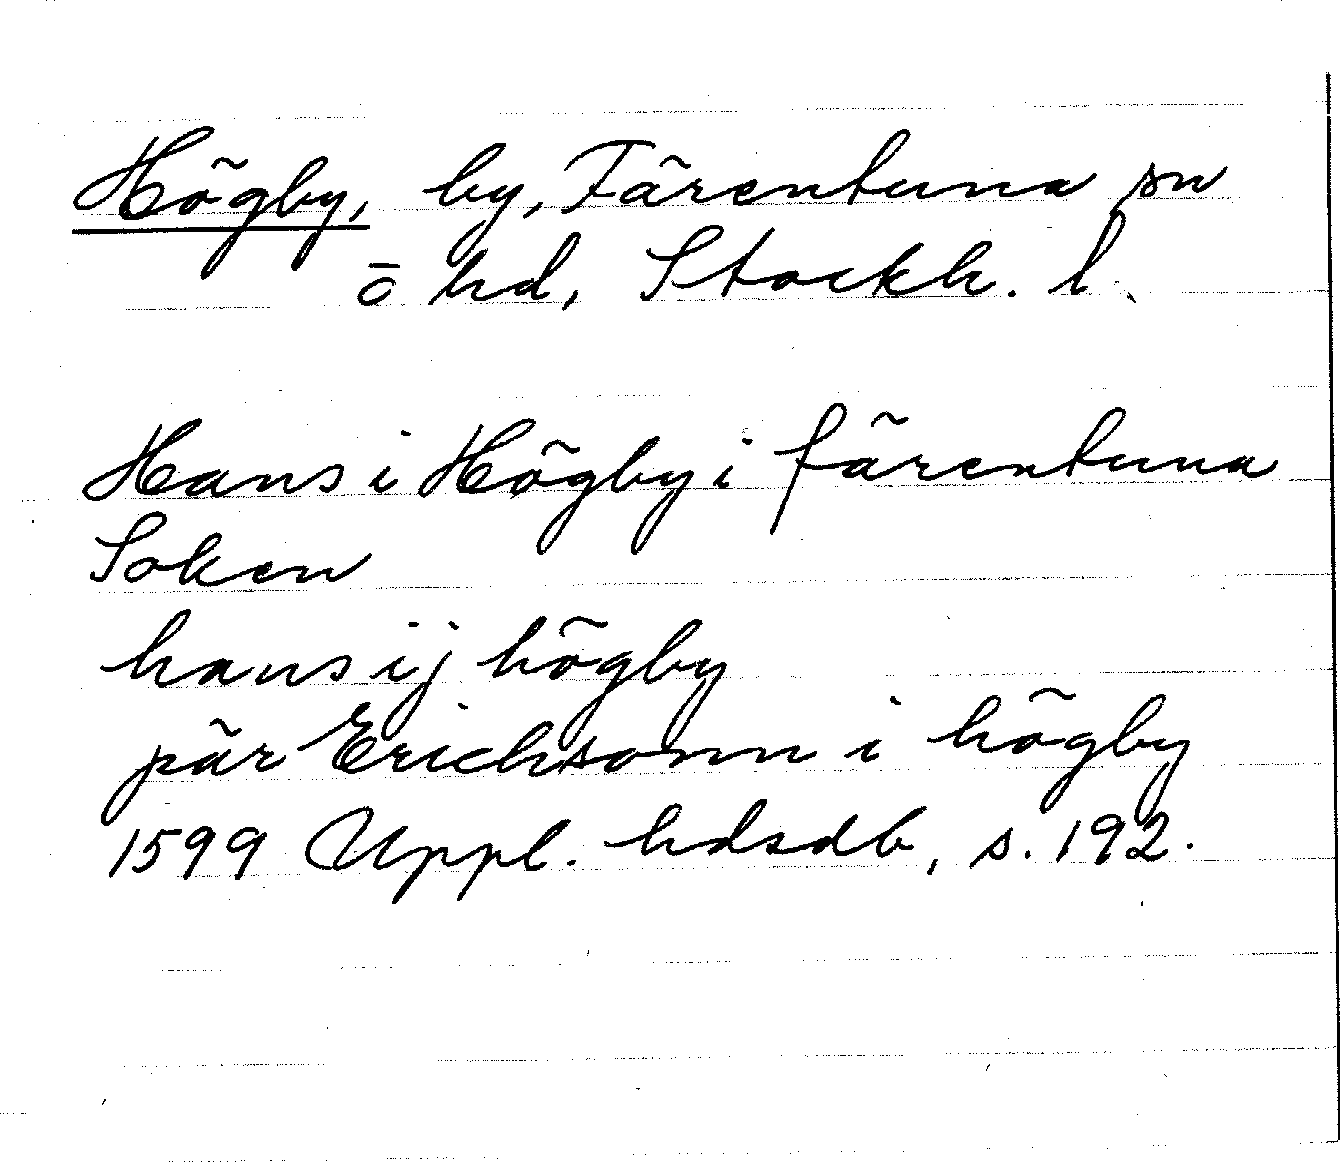 Högby, by, Färentuna sn
o hd, Stockh. l.
Hans i Högby i färentuna
Soken
hans ij högby
pär Erichsonn i högby
1599 Uppl. hdsdb, s. 192.